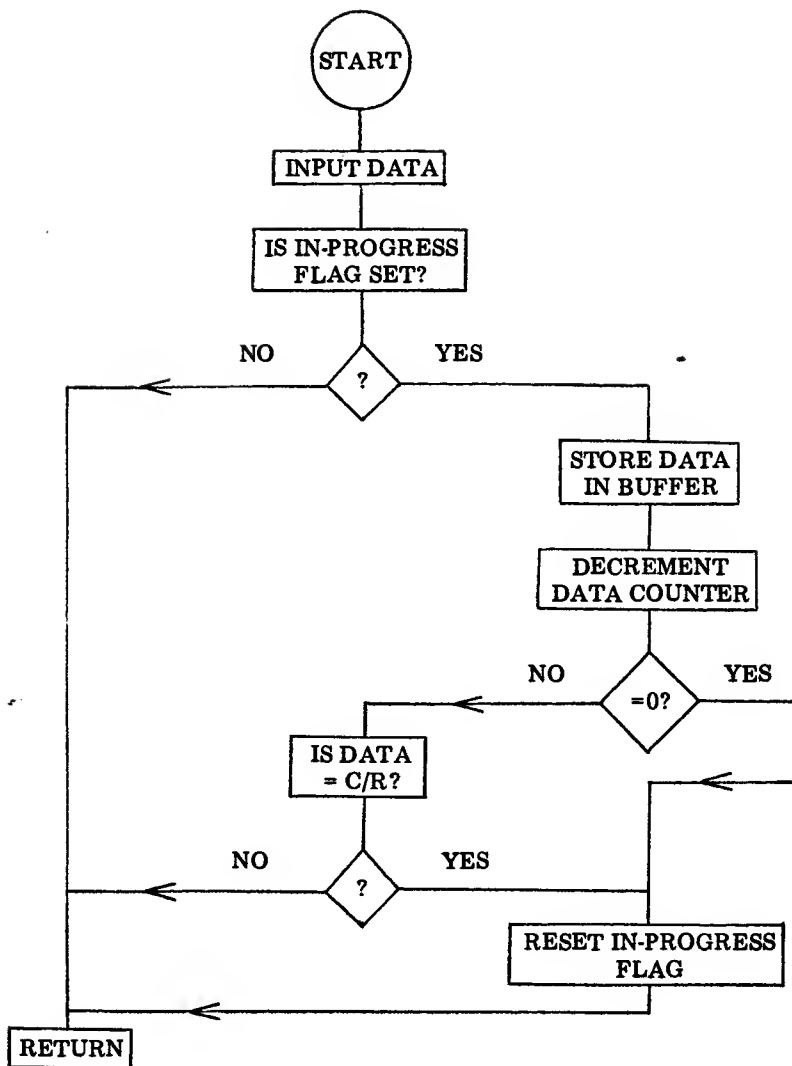 START
INPUT DATA
IS IN-PROGRESS
FLAG SET?
NO
YES
?
STORE DATA
IN BUFFER
DECREMENT
DATA COUNTER
NO
YES
=0?
IS DATA
= C/R?
NO
YES
?
RESET IN-PROGRESS
FLAG
RETURN